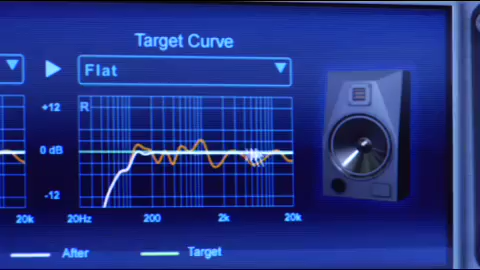 Target Curve
Flat
+12
R
0 dB
-12
20k
20Hz
200
2k
20k
After
Target